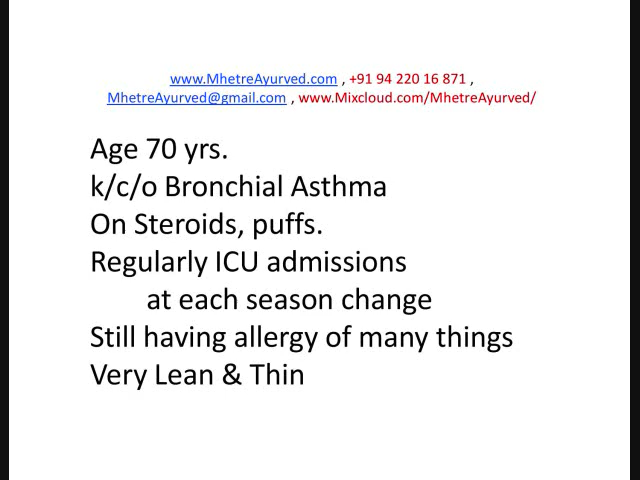 www.MhetreAyurved.com , +91 94 220 16 871 ,
MhetreAyurved@gmail.com , www.Mixcloud.com/MhetreAyurved/
Age 70 yrs.
k/c/o Bronchial Asthma
On Steroids, puffs.
Regularly ICU admissions
at each season change
Still having allergy of many things
Very Lean & Thin